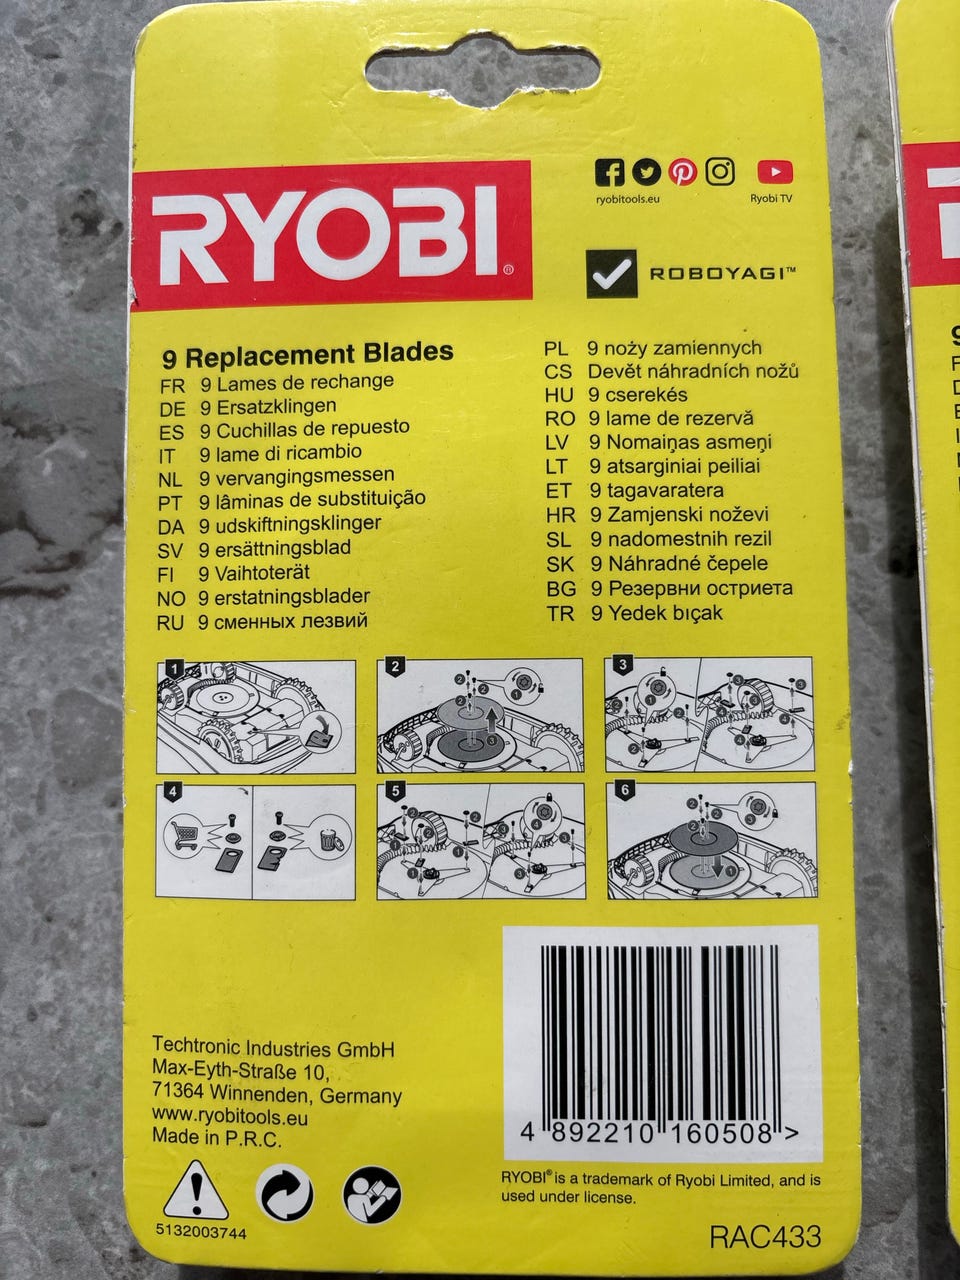 RYOBI®
ryobitools.eu
Ryobi TV
ROBOYAGI™
9 Replacement Blades
FR 9 Lames de rechange
DE 9 Ersatzklingen
ES 9 Cuchillas de repuesto
IT 9 lame di ricambio
NL 9 vervangingsmessen
PT 9 lâminas de substituição
DA 9 udskiftningsklinger
SV 9 ersättningsblad
FI 9 Vaihtoterät
NO 9 erstatningsblader
RU 9 сменных лезвий
PL 9 noży zamiennych
CS Devět náhradních nožů
HU 9 cserekés
RO 9 lame de rezervă
LV 9 Nomaiņas asmeņi
LT 9 atsarginiai peiliai
ET 9 tagavaratera
HR 9 Zamjenski noževi
SL 9 nadomestnih rezil
SK 9 Náhradné čepele
BG 9 Резервни остриета
TR 9 Yedek bıçak
1
2
3
4
5
6
Techtronic Industries GmbH
Max-Eyth-Straße 10,
71364 Winnenden, Germany
www.ryobitools.eu
Made in P.R.C.
5132003744
4 892210 160508 >
RYOBI® is a trademark of Ryobi Limited, and is
used under license.
RAC433